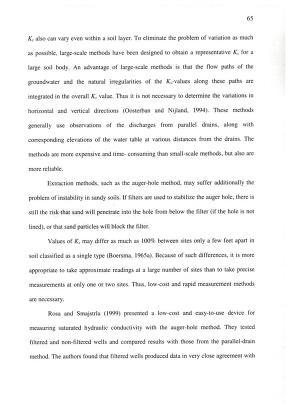 65
Ks also can vary even within a soil layer. To eliminate the problem of variation as much
as possible, large-scale methods have been designed to obtain a representative Ks for a
large soil body. An advantage of large-scale methods is that the flow paths of the
groundwater and the natural irregularities of the Ks-values along these paths are
integrated in the overall Ks value. Thus it is not necessary to determine the variations in
horizontal and vertical directions (Oosterban and Nijland, 1994). These methods
generally use observations of the discharges from parallel drains, along with
corresponding elevations of the water table at various distances from the drains. The
methods are more expensive and time- consuming than small-scale methods, but also are
more reliable.
Extraction methods, such as the auger-hole method, may suffer additionally the
problem of instability in sandy soils. If filters are used to stabilize the auger hole, there is
still the risk that sand will penetrate into the hole from below the filter (if the hole is not
lined), or that sand particles will block the filter.
Values of Ks may differ as much as 100% between sites only a few feet apart in
soil classified as a single type (Boersma, 1965a). Because of such differences, it is more
appropriate to take approximate readings at a large number of sites than to take precise
measurements at only one or two sites. Thus, low-cost and rapid measurement methods
are necessary.
Rosa and Smajstrla (1999) presented a low-cost and easy-to-use device for
measuring saturated hydraulic conductivity with the auger-hole method. They tested
filtered and non-filtered wells and compared results with those from the parallel-drain
method. The authors found that filtered wells produced data in very close agreement with